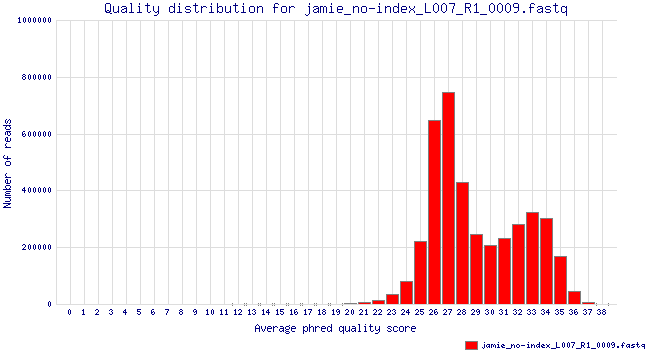 Quality distribution for jamie_no-index_L007_R1_0009.fastq
1000000
800000
600000
400000
200000
0
Number of reads
0 1 2 3 4 5 6 7 8 9 10 11 12 13 14 15 16 17 18 19 20 21 22 23 24 25 26 27 28 29 30 31 32 33 34 35 36 37 38
Average phred quality score
jamie_no-index_L007_R1_0009.fastq